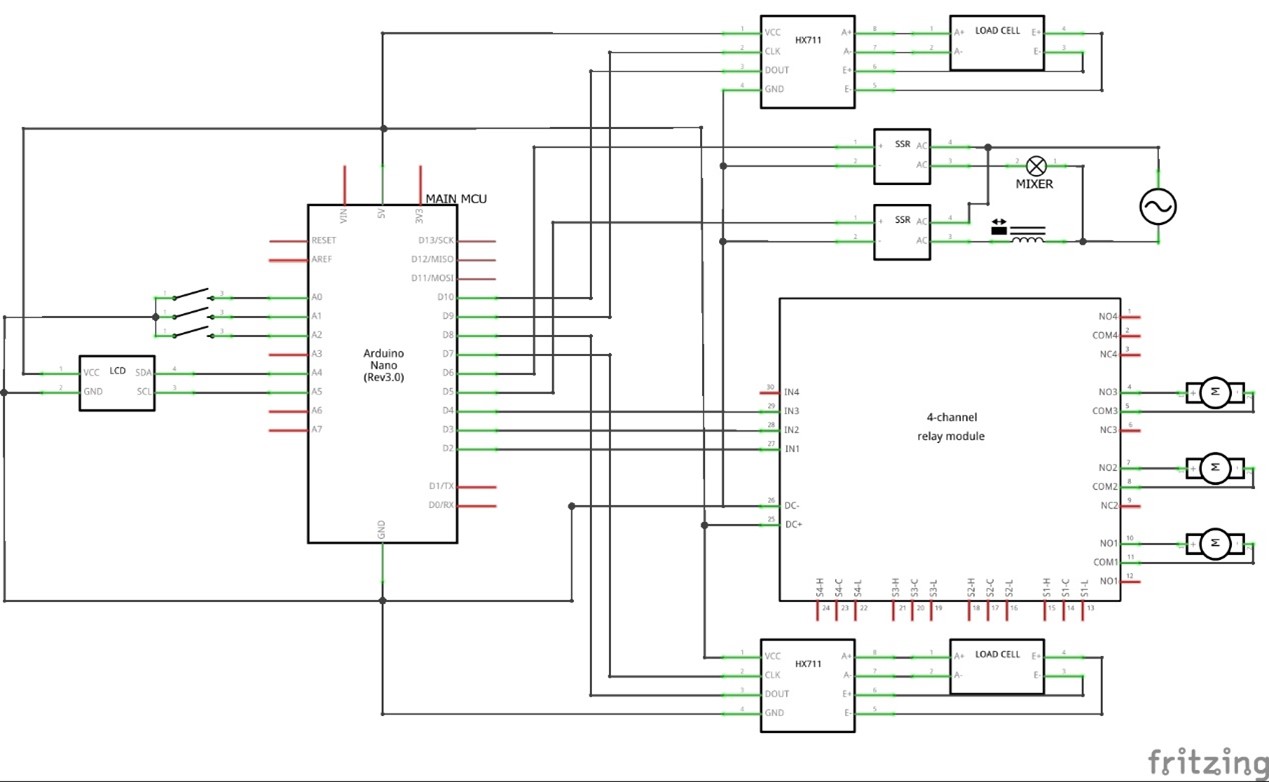 1 VCC HX711 A+ 8 1 A+ LOAD CELL E+ 4
2 CLK A- 7 2 A- E- 3
3 DOUT E+ 6
4 GND E- 5
1 + SSR AC 4
2 - AC 3 2 1
MIXER
1 + SSR AC 4
2 - AC 3
MAIN MCU
VIN 5V 3V3
RESET D13/SCK
AREF D12/MISO
D11/MOSI
1 3 A0 D10
1 3 A1 D9
1 3 A2 D8
A3 D7
1 VCC LCD SDA 4 A4 D6
2 GND SCL 3 A5 D5
A6 D4
A7 D3
D2
D1/TX
D0/RX
GND
Arduino
Nano
(Rev3.0)
4-channel
relay module
30 IN4
29 IN3
28 IN2
27 IN1
26 DC-
25 DC+
NO4 1
COM4 2
NC4 3
NO3 4 M
COM3 5
NC3 6
NO2 7 M
COM2 8
NC2 9
NO1 10 M
COM1 11
NO1 12
S4-H S4-C S4-L S3-H S3-C S3-L S2-H S2-C S2-L S1-H S1-C S1-L
24 23 22 21 20 19 18 17 16 15 14 13
1 VCC HX711 A+ 8 1 A+ LOAD CELL E+ 4
2 CLK A- 7 2 A- E- 3
3 DOUT E+ 6
4 GND E- 5
fritzing